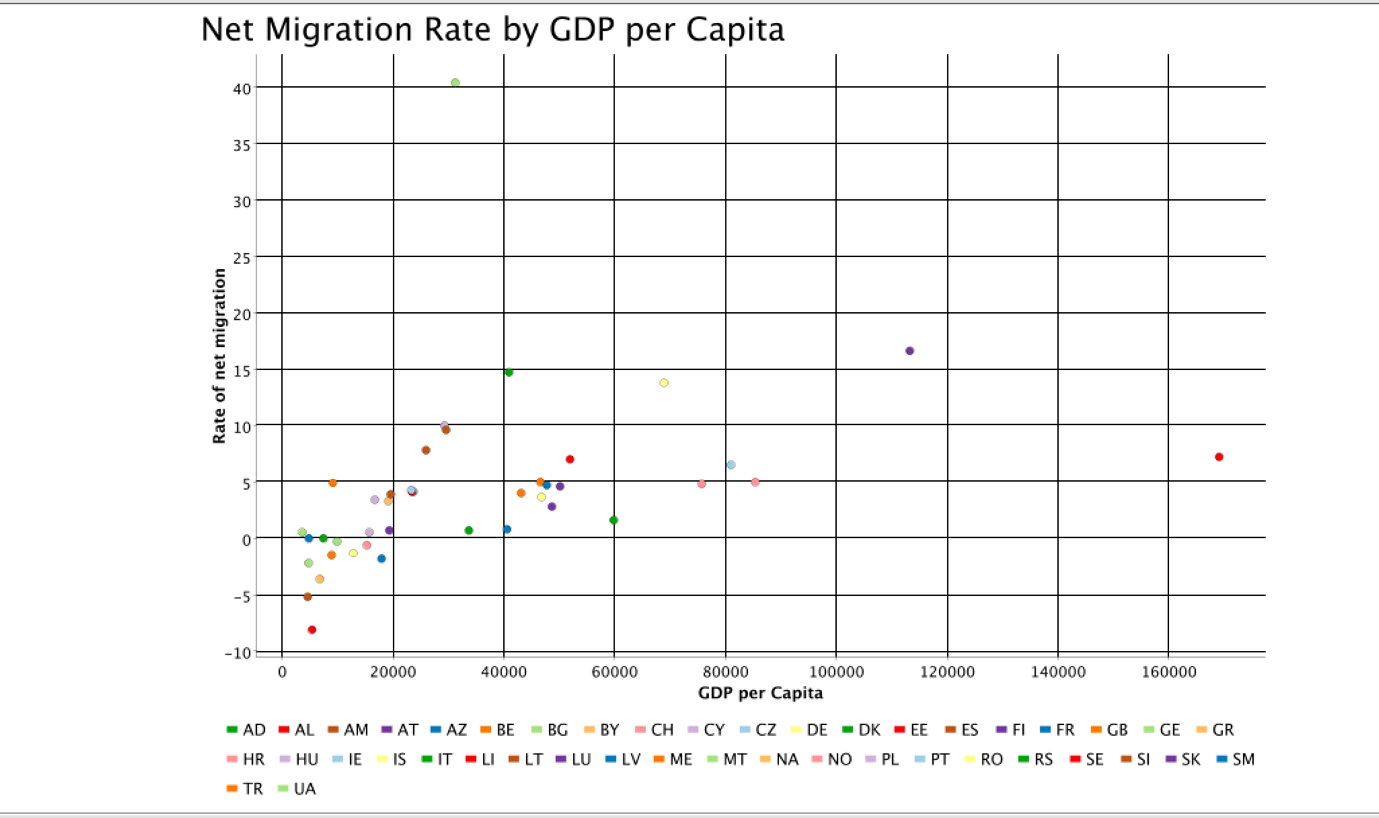 Net Migration Rate by GDP per Capita
40
35
30
25
20
15
10
5
0
−5
−10
Rate of net migration
0 20000 40000 60000 80000 100000 120000 140000 160000
GDP per Capita
AD AL AM AT AZ BE BG BY CH CY CZ DE DK EE ES FI FR GB GE GR
HR HU IE IS IT LI LT LU LV ME MT NA NO PL PT RO RS SE SI SK SM
TR UA